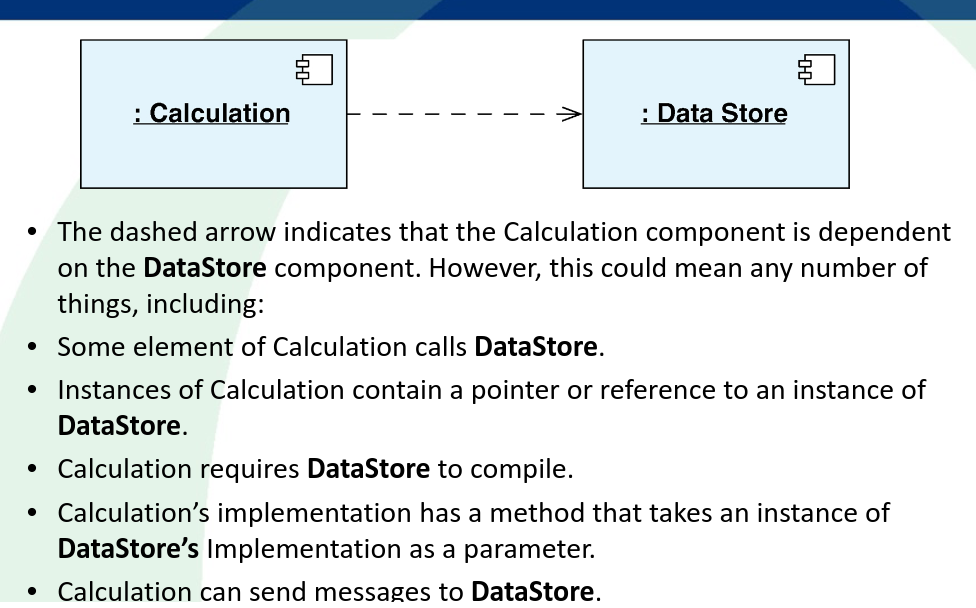 : Calculation
: Data Store
• The dashed arrow indicates that the Calculation component is dependent
on the DataStore component. However, this could mean any number of
things, including:
• Some element of Calculation calls DataStore.
• Instances of Calculation contain a pointer or reference to an instance of
DataStore.
• Calculation requires DataStore to compile.
• Calculation’s implementation has a method that takes an instance of
DataStore’s Implementation as a parameter.
• Calculation can send messages to DataStore.